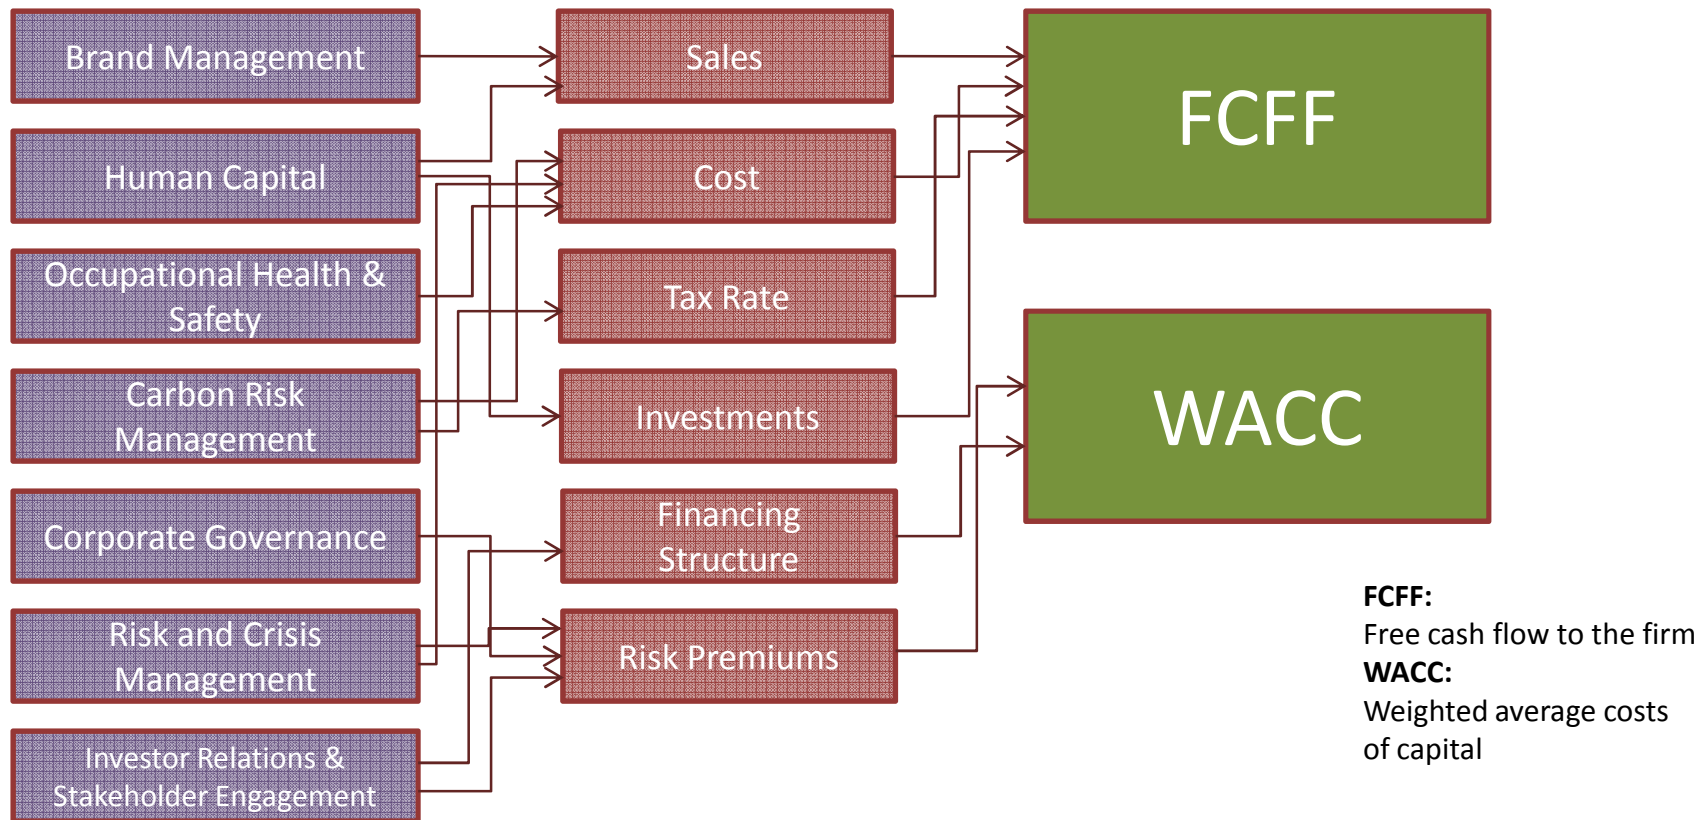 Brand Management
Human Capital
Occupational Health &
Safety
Carbon Risk
Management
Corporate Governance
Risk and Crisis
Management
Investor Relations &
Stakeholder Engagement
Sales
Cost
Tax Rate
Investments
Financing
Structure
Risk Premiums
FCFF
WACC
FCFF:
Free cash flow to the firm
WACC:
Weighted average costs
of capital